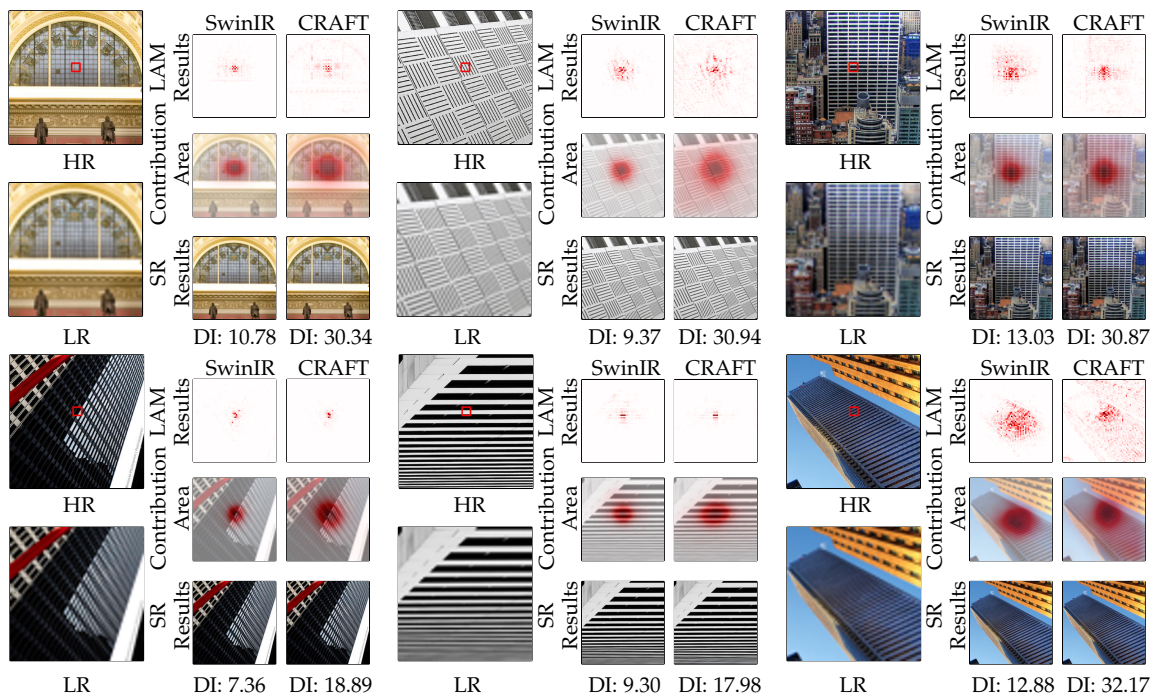 SwinIR CRAFT
LAM Results
HR
Contribution Area
SR Results
LR
DI: 10.78 DI: 30.34
SwinIR CRAFT
LAM Results
HR
Contribution Area
SR Results
LR
DI: 9.37 DI: 30.94
SwinIR CRAFT
LAM Results
HR
Contribution Area
SR Results
LR
DI: 13.03 DI: 30.87
SwinIR CRAFT
LAM Results
HR
Contribution Area
SR Results
LR
DI: 7.36 DI: 18.89
SwinIR CRAFT
LAM Results
HR
Contribution Area
SR Results
LR
DI: 9.30 DI: 17.98
SwinIR CRAFT
LAM Results
HR
Contribution Area
SR Results
LR
DI: 12.88 DI: 32.17